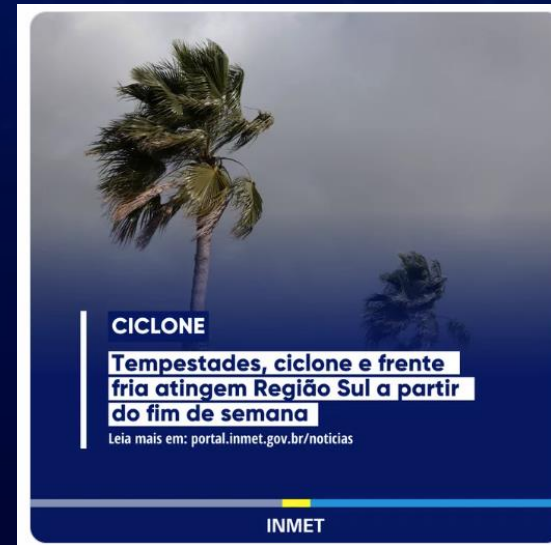 CICLONE
Tempestades, ciclone e frente
fria atingem Região Sul a partir
do fim de semana
Leia mais em: portal.inmet.gov.br/noticias
INMET